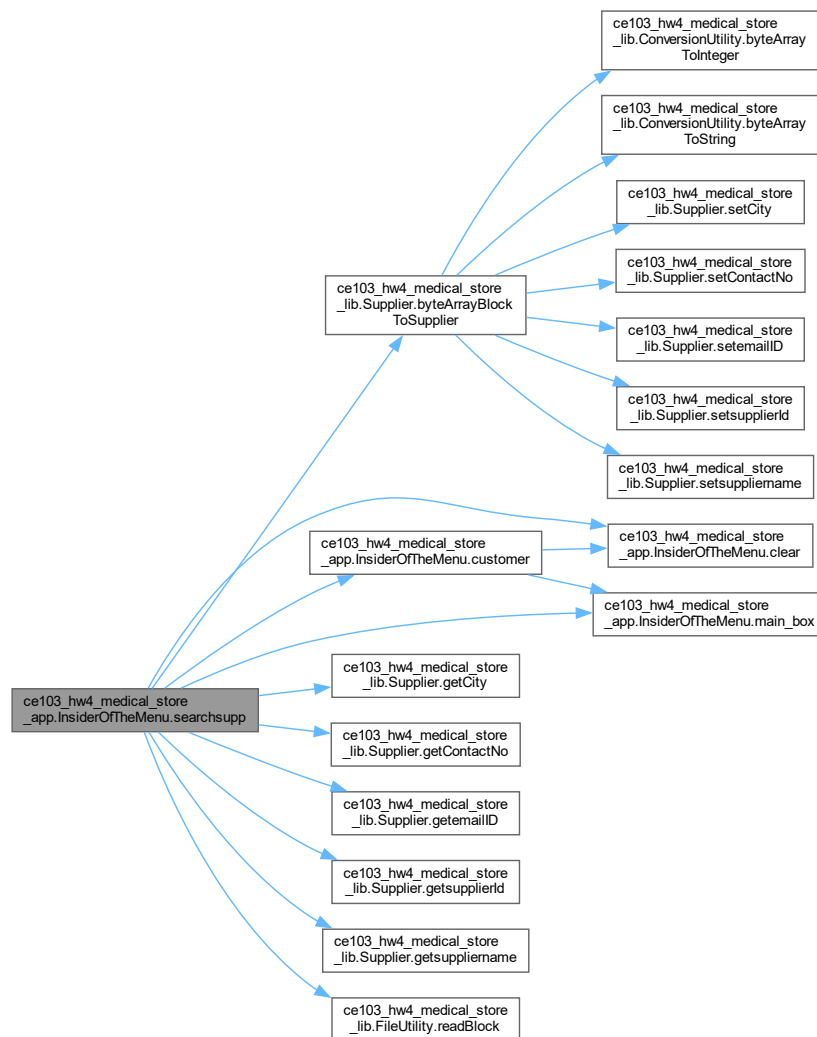 ce103_hw4_medical_store
_lib.ConversionUtility.byteArray
ToInteger
ce103_hw4_medical_store
_lib.ConversionUtility.byteArray
ToString
ce103_hw4_medical_store
_lib.Supplier.setCity
ce103_hw4_medical_store
_lib.Supplier.setContactNo
ce103_hw4_medical_store
_lib.Supplier.byteArrayBlock
ToSupplier
ce103_hw4_medical_store
_lib.Supplier.setemailID
ce103_hw4_medical_store
_lib.Supplier.setsupplierId
ce103_hw4_medical_store
_lib.Supplier.setsuppliername
ce103_hw4_medical_store
_app.InsiderOfTheMenu.clear
ce103_hw4_medical_store
_app.InsiderOfTheMenu.customer
ce103_hw4_medical_store
_app.InsiderOfTheMenu.main_box
ce103_hw4_medical_store
_lib.Supplier.getCity
ce103_hw4_medical_store
_app.InsiderOfTheMenu.searchsupp
ce103_hw4_medical_store
_lib.Supplier.getContactNo
ce103_hw4_medical_store
_lib.Supplier.getemailID
ce103_hw4_medical_store
_lib.Supplier.getsupplierId
ce103_hw4_medical_store
_lib.Supplier.getsuppliername
ce103_hw4_medical_store
_lib.FileUtility.readBlock